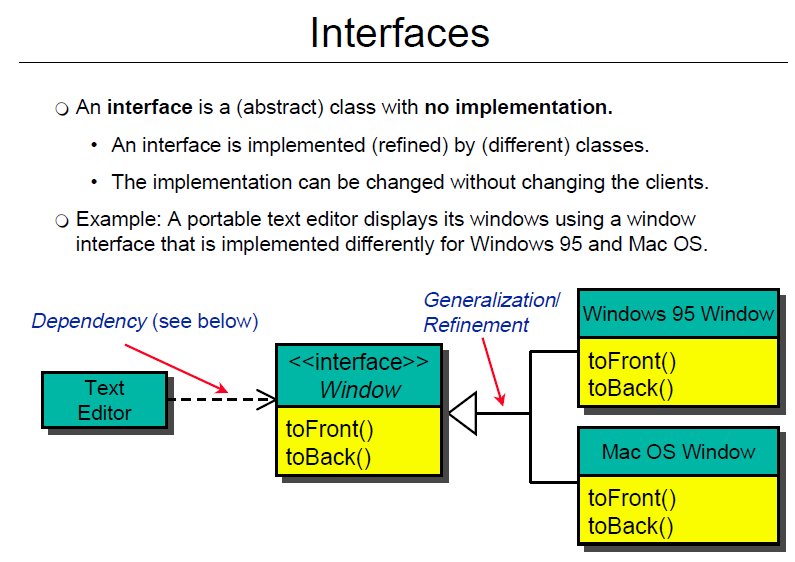 Interfaces
An interface is a (abstract) class with no implementation.
• An interface is implemented (refined) by (different) classes.
• The implementation can be changed without changing the clients.
Example: A portable text editor displays its windows using a window
interface that is implemented differently for Windows 95 and Mac OS.
Dependency (see below)
Generalization/
Refinement
Text
Editor
<<interface>>
Window
toFront()
toBack()
Windows 95 Window
toFront()
toBack()
Mac OS Window
toFront()
toBack()